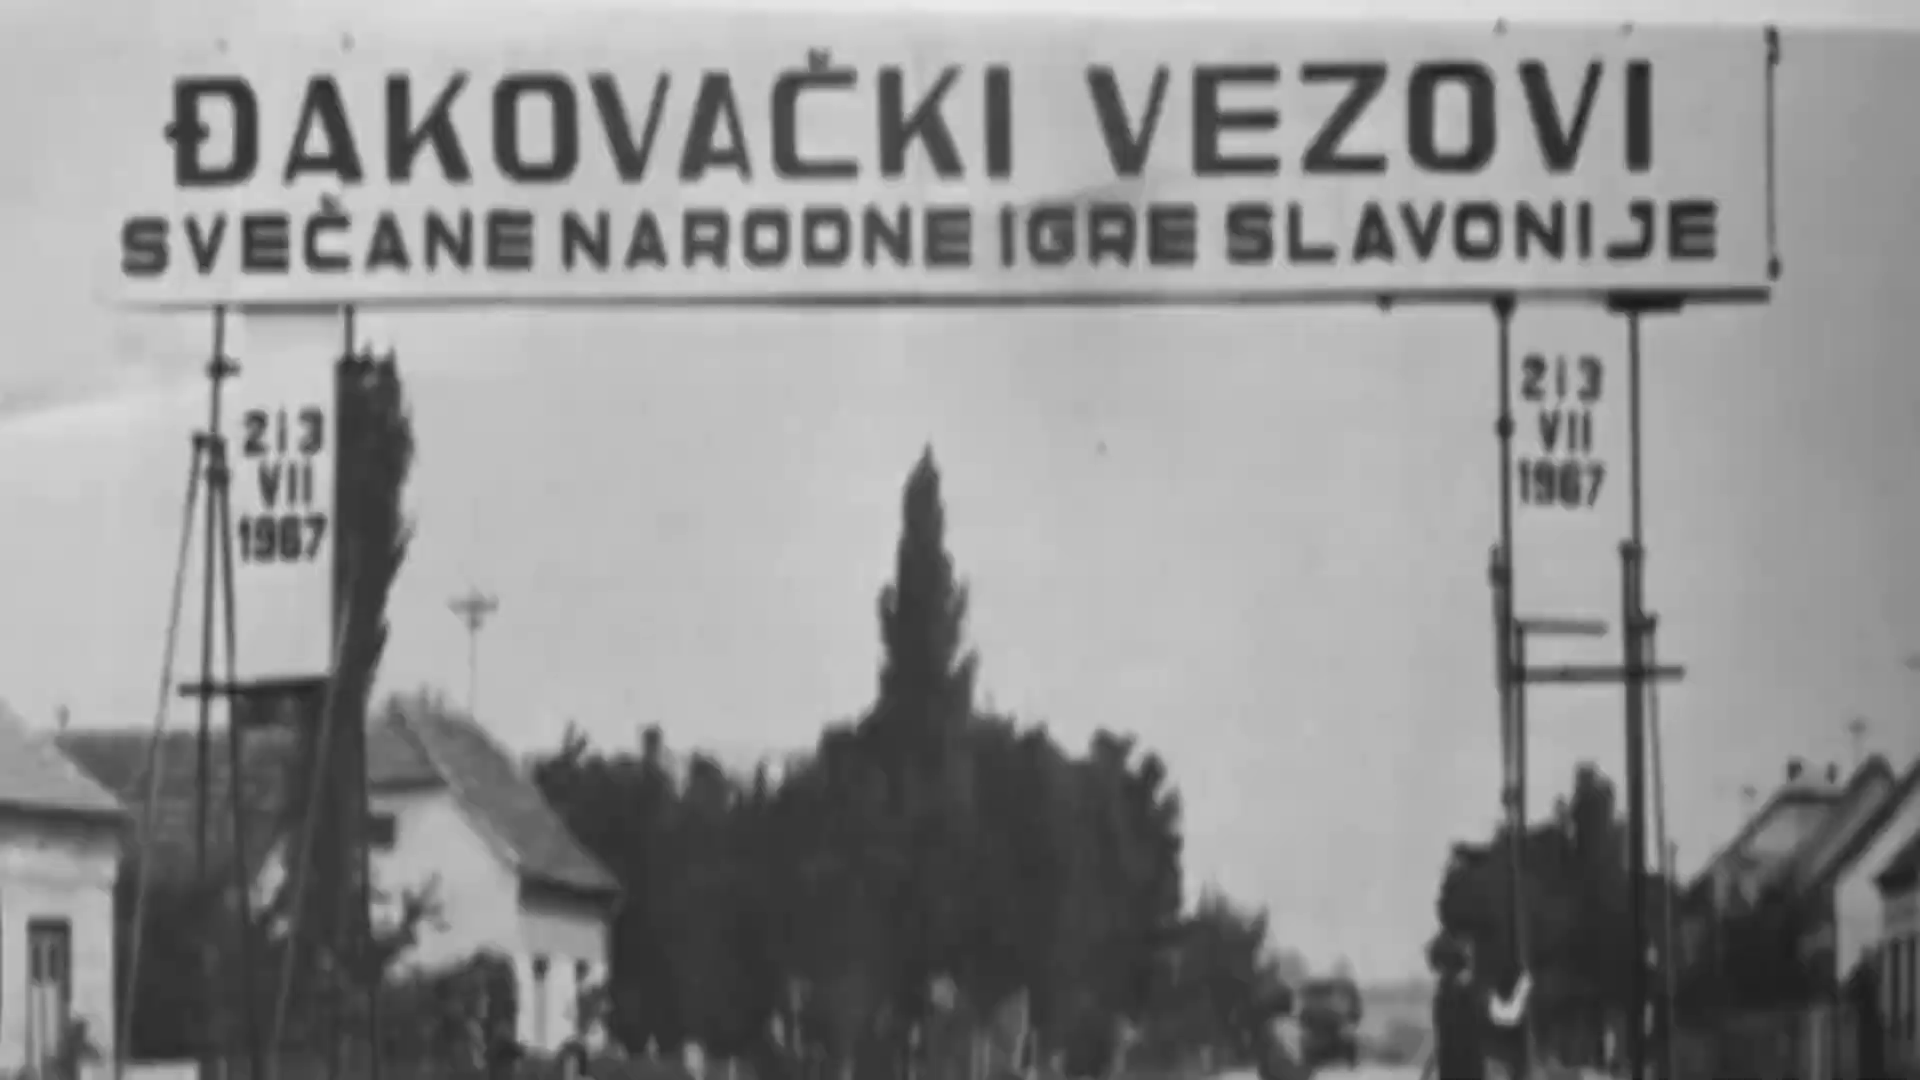 ĐAKOVAČKI VEZOVI
SVEČANE NARODNE IGRE SLAVONIJE
2 i 3
VII
1967
2 i 3
VII
1967